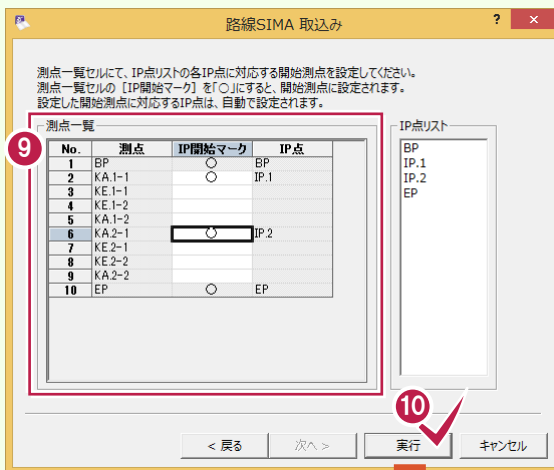 路線SIMA 取込み
? ×
測点一覧セルにて、IP点リストの各IP点に対応する開始測点を設定してください。
測点一覧セルの [IP開始マーク] を「○」にすると、開始測点に設定されます。
設定した開始測点に対応するIP点は、自動で設定されます。
9
測点一覧
No. 測点 IP開始マーク IP点
1 BP ○ BP
2 KA.1-1 ○ IP.1
3 KE.1-1
4 KE.1-2
5 KA.1-2
6 KA.2-1 ○ IP.2
7 KE.2-1
8 KE.2-2
9 KA.2-2
10 EP ○ EP
IP点リスト
BP
IP.1
IP.2
EP
10
< 戻る 次へ > 実行 キャンセル